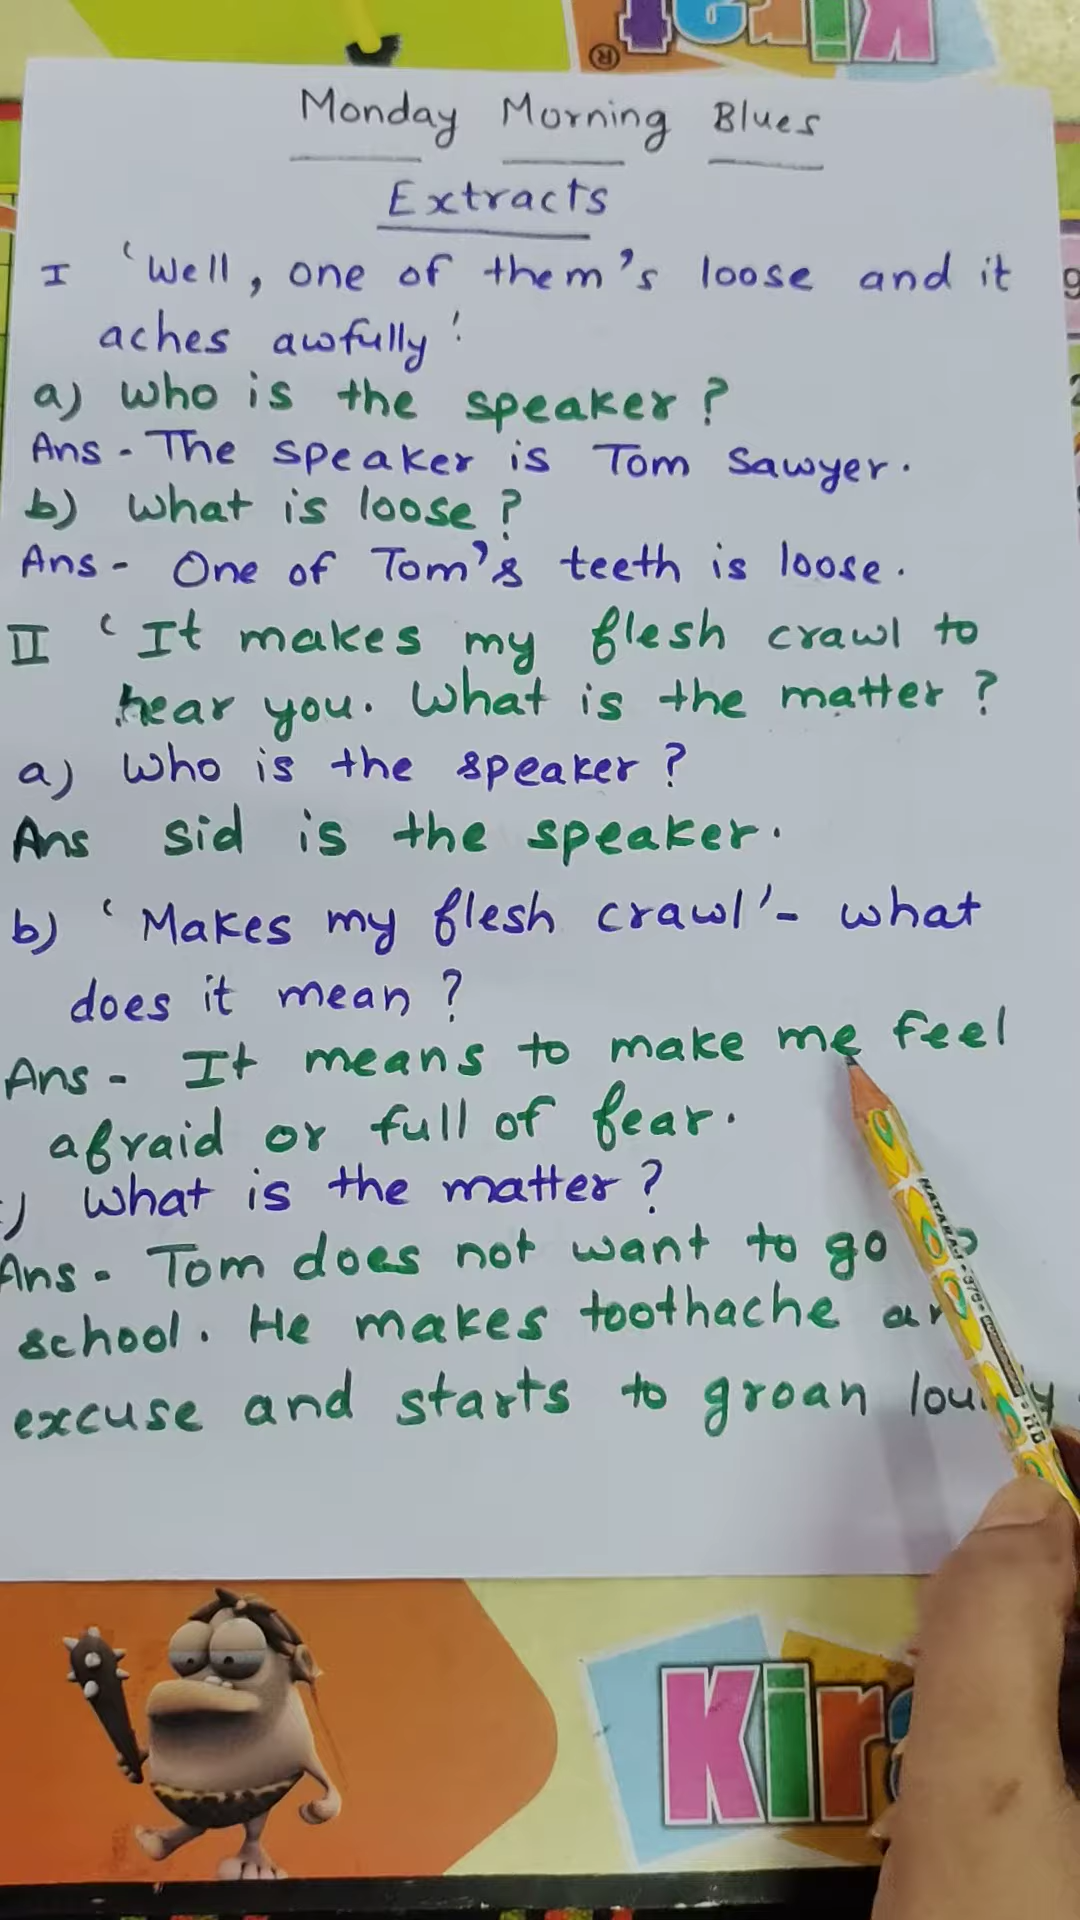 Monday Morning Blues
Extracts
I 'Well, one of them's loose and it
aches awfully'
a) Who is the speaker?
Ans - The speaker is Tom Sawyer.
b) What is loose?
Ans - One of Tom's teeth is loose.
II 'It makes my flesh crawl to
hear you. What is the matter?
a) Who is the speaker?
Ans Sid is the speaker.
b) 'Makes my flesh crawl' - what
does it mean?
Ans - It means to make me feel
afraid or full of fear.
) What is the matter?
Ans - Tom does not want to go
school. He makes toothache
excuse and starts to groan
NATARAJ
HB
Kir